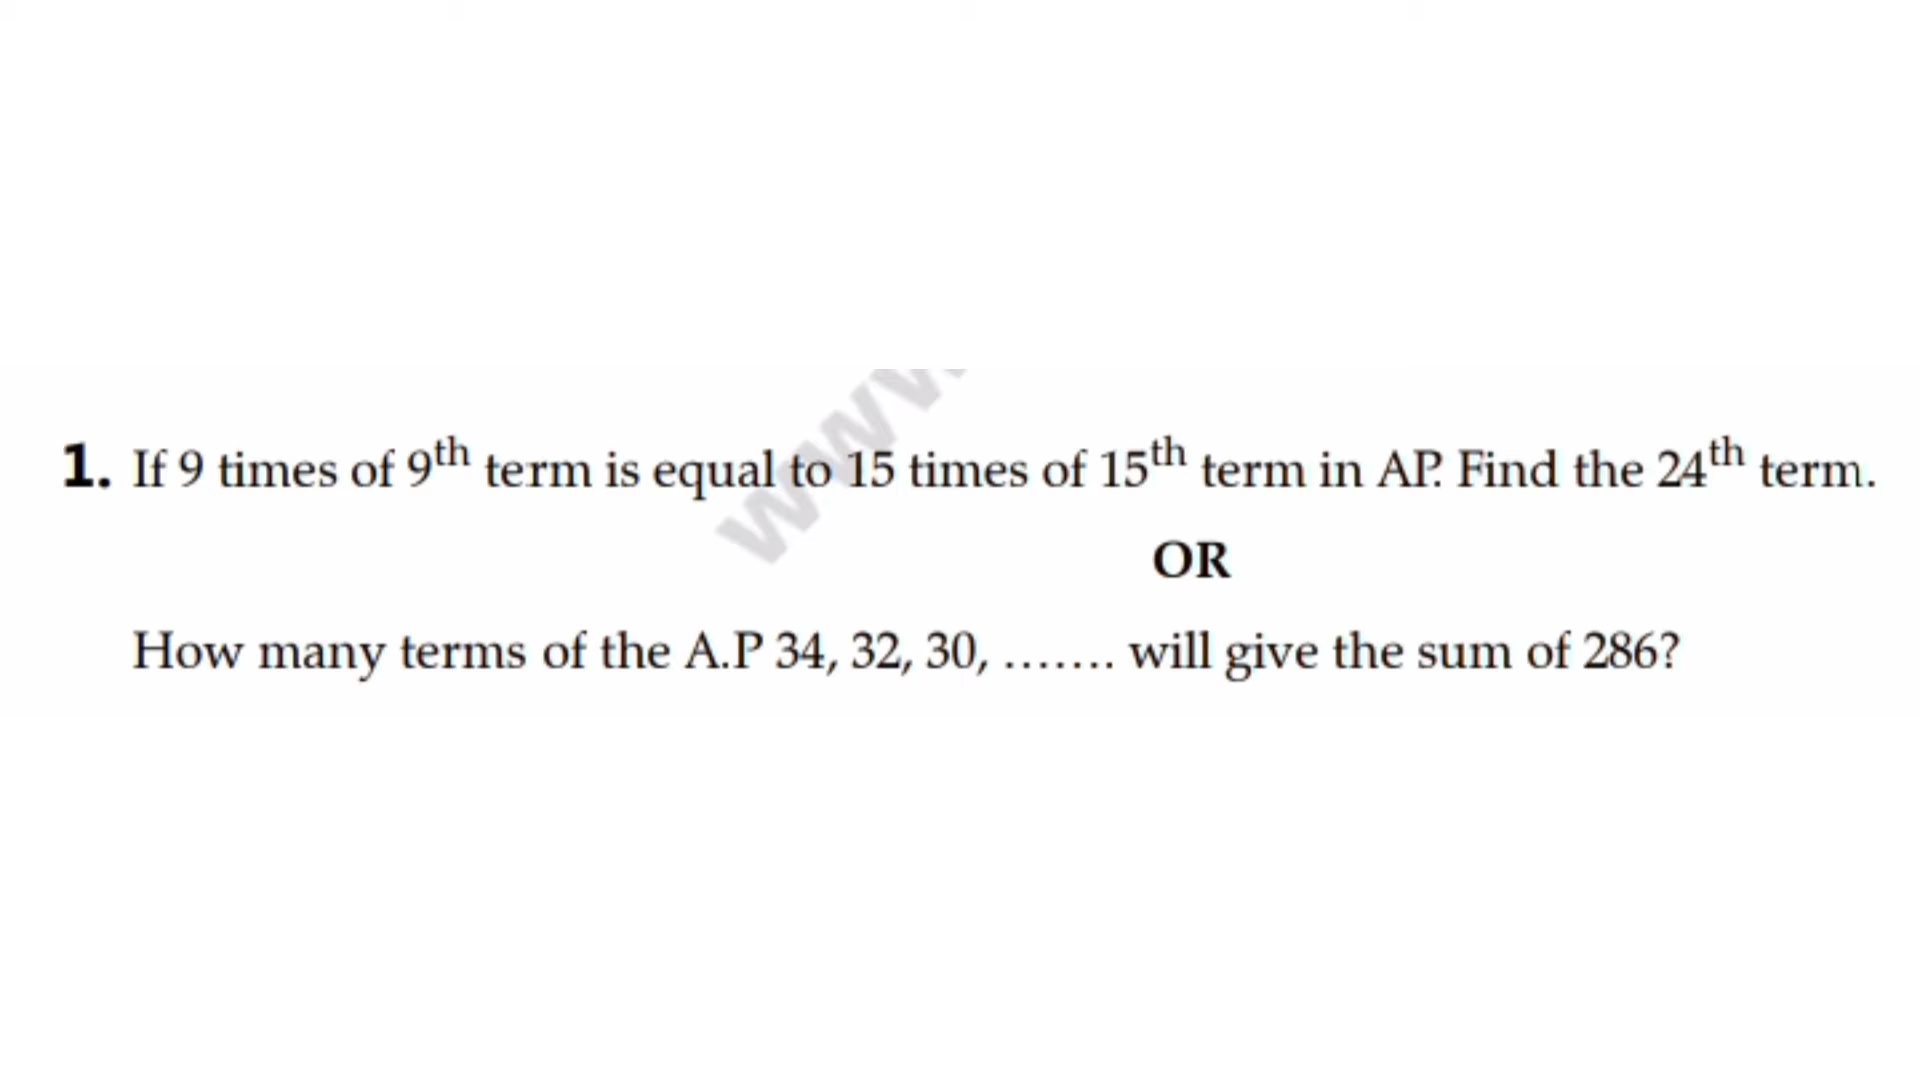 www
1. If 9 times of 9th term is equal to 15 times of 15th term in AP. Find the 24th term.
OR
How many terms of the A.P 34, 32, 30, ....... will give the sum of 286?